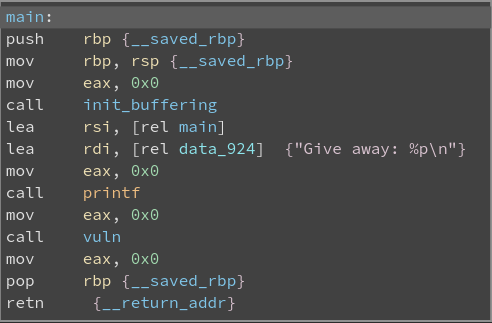 main:
push rbp {__saved_rbp}
mov rbp, rsp {__saved_rbp}
mov eax, 0x0
call init_buffering
lea rsi, [rel main]
lea rdi, [rel data_924] {"Give away: %p\n"}
mov eax, 0x0
call printf
mov eax, 0x0
call vuln
mov eax, 0x0
pop rbp {__saved_rbp}
retn {__return_addr}